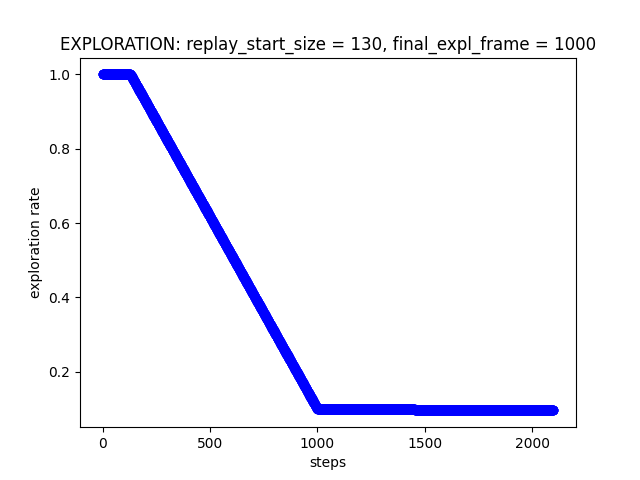 EXPLORATION: replay_start_size = 130, final_expl_frame = 1000
1.0
0.8
0.6
0.4
0.2
exploration rate
0 500 1000 1500 2000
steps